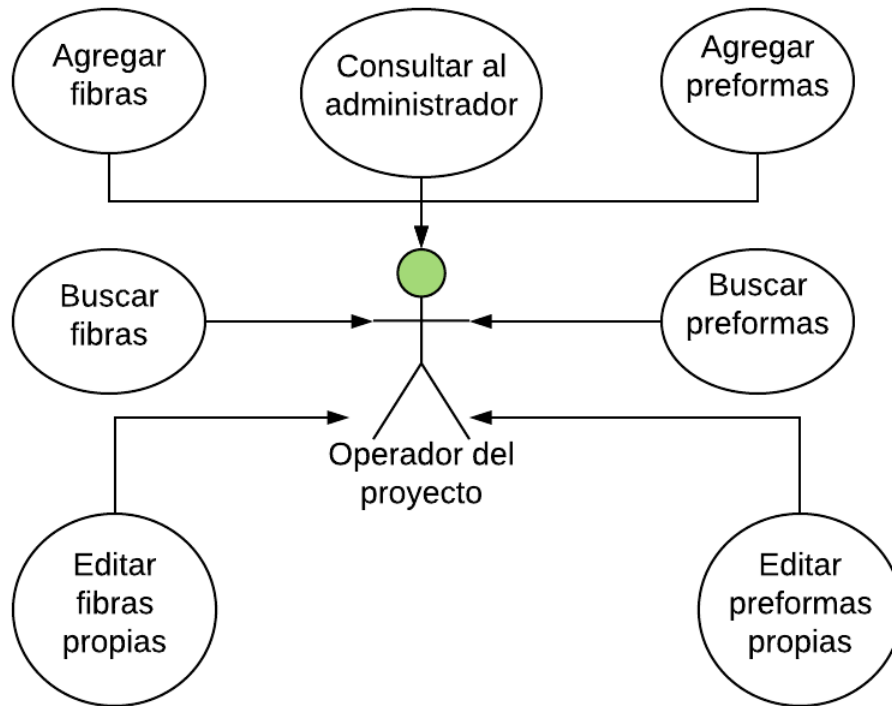 Agregar
fibras
Consultar al
administrador
Agregar
preformas
Buscar
fibras
Buscar
preformas
Operador del
proyecto
Editar
fibras
propias
Editar
preformas
propias